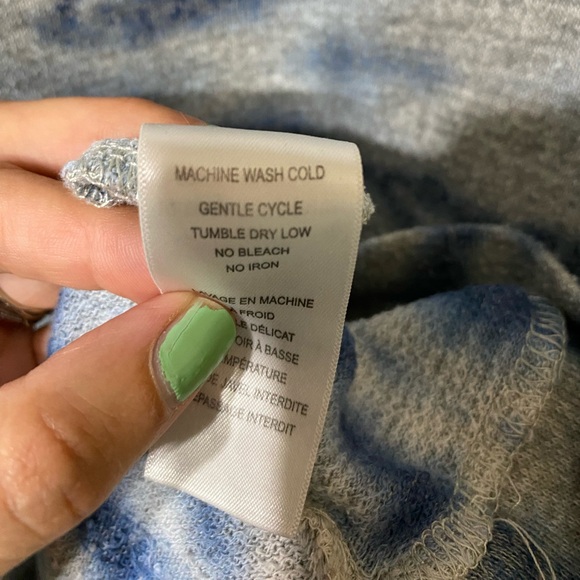 MACHINE WASH COLD
GENTLE CYCLE
TUMBLE DRY LOW
NO BLEACH
NO IRON
EN MACHINE
FROID
DÉLICAT
À BASSE
JAVEL INTERDITE
INTERDIT